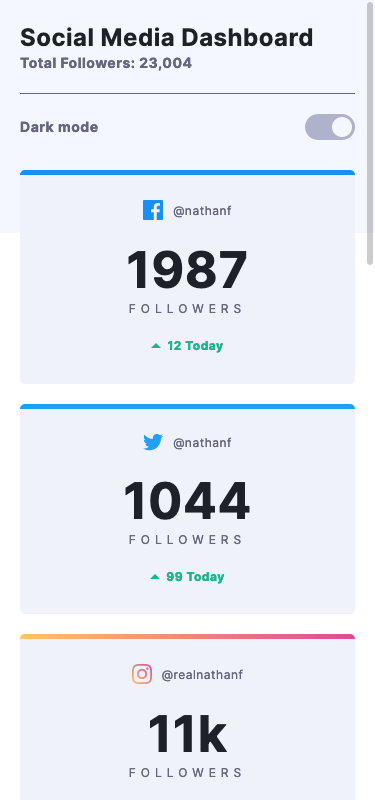 Social Media Dashboard
Total Followers: 23,004
Dark mode
@nathanf
1987
FOLLOWERS
12 Today
@nathanf
1044
FOLLOWERS
99 Today
@realnathanf
11k
FOLLOWERS